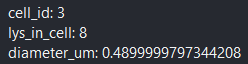 cell_id: 3
lys_in_cell: 8
diameter_um: 0.4899999797344208